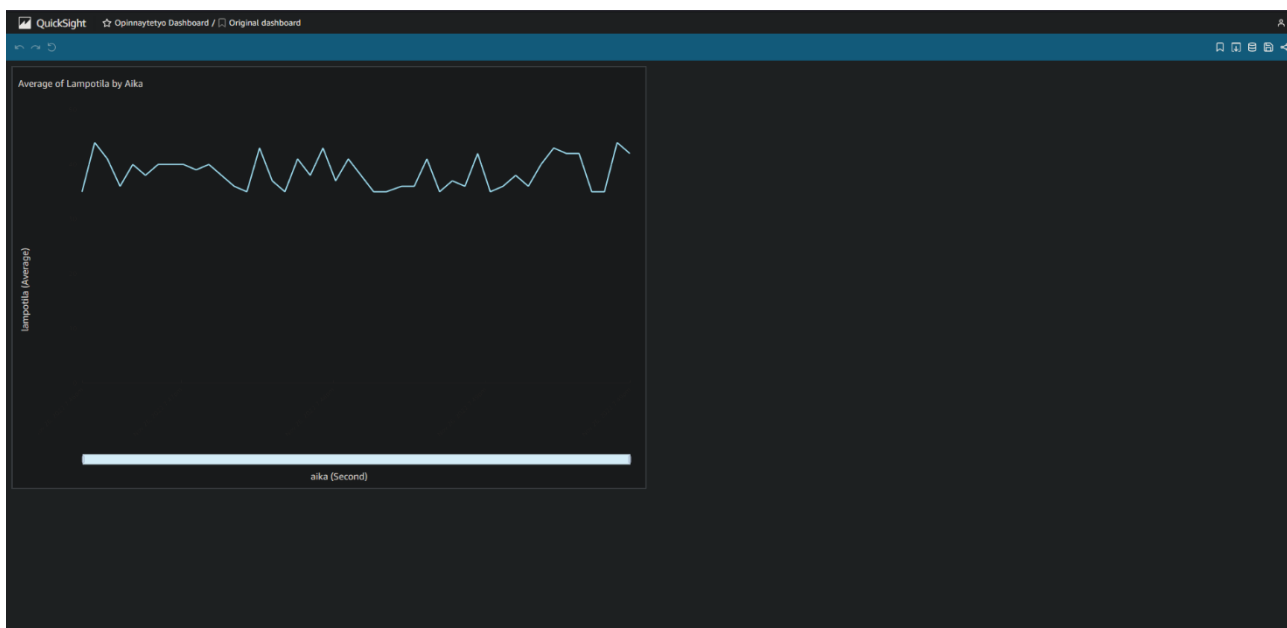 QuickSight Opinnaytetyo Dashboard / Original dashboard
Average of Lampotila by Aika
lampotila (Average)
aika (Second)